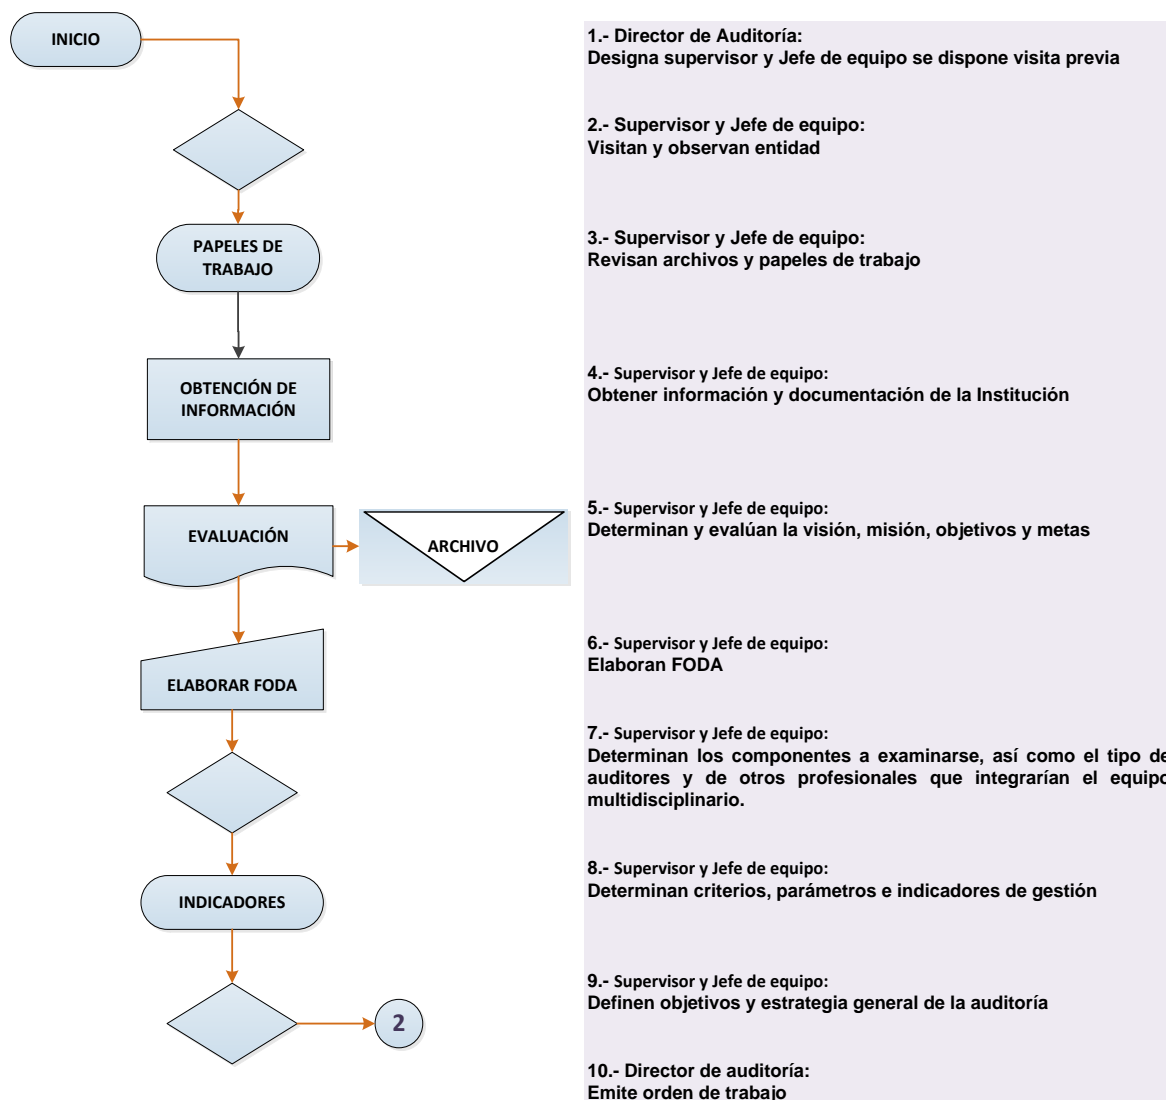 INICIO
PAPELES DE
TRABAJO
OBTENCIÓN DE
INFORMACIÓN
EVALUACIÓN
ARCHIVO
ELABORAR FODA
INDICADORES
2
1.- Director de Auditoría:
Designa supervisor y Jefe de equipo se dispone visita previa
2.- Supervisor y Jefe de equipo:
Visitan y observan entidad
3.- Supervisor y Jefe de equipo:
Revisan archivos y papeles de trabajo
4.- Supervisor y Jefe de equipo:
Obtener información y documentación de la Institución
5.- Supervisor y Jefe de equipo:
Determinan y evalúan la visión, misión, objetivos y metas
6.- Supervisor y Jefe de equipo:
Elaboran FODA
7.- Supervisor y Jefe de equipo:
Determinan los componentes a examinarse, así como el tipo de
auditores y de otros profesionales que integrarían el equipo
multidisciplinario.
8.- Supervisor y Jefe de equipo:
Determinan criterios, parámetros e indicadores de gestión
9.- Supervisor y Jefe de equipo:
Definen objetivos y estrategia general de la auditoría
10.- Director de auditoría:
Emite orden de trabajo